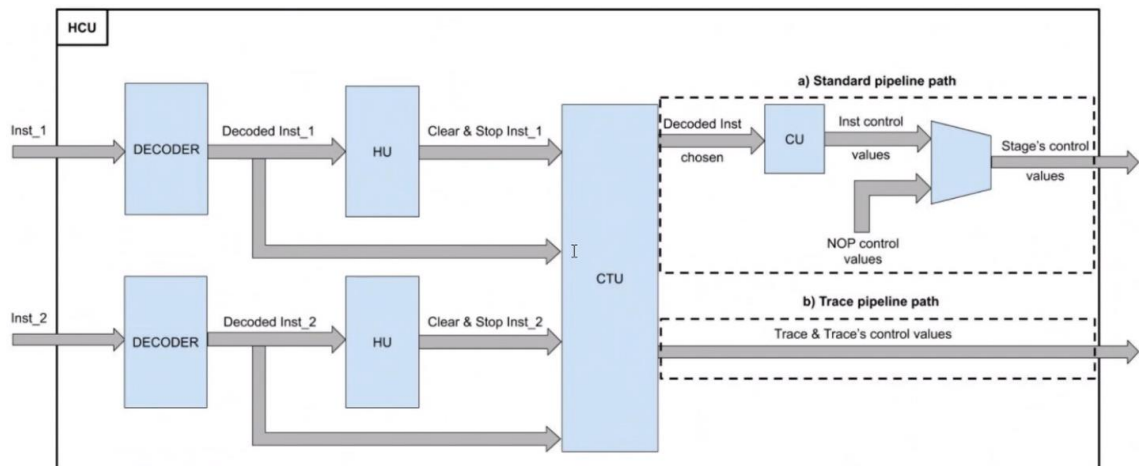 HCU
a) Standard pipeline path
Inst_1
DECODER
Decoded Inst_1
HU
Clear & Stop Inst_1
Decoded Inst
chosen
CU
Inst control
values
Stage's control
values
NOP control
values
CTU
b) Trace pipeline path
Inst_2
DECODER
Decoded Inst_2
HU
Clear & Stop Inst_2
Trace & Trace's control values